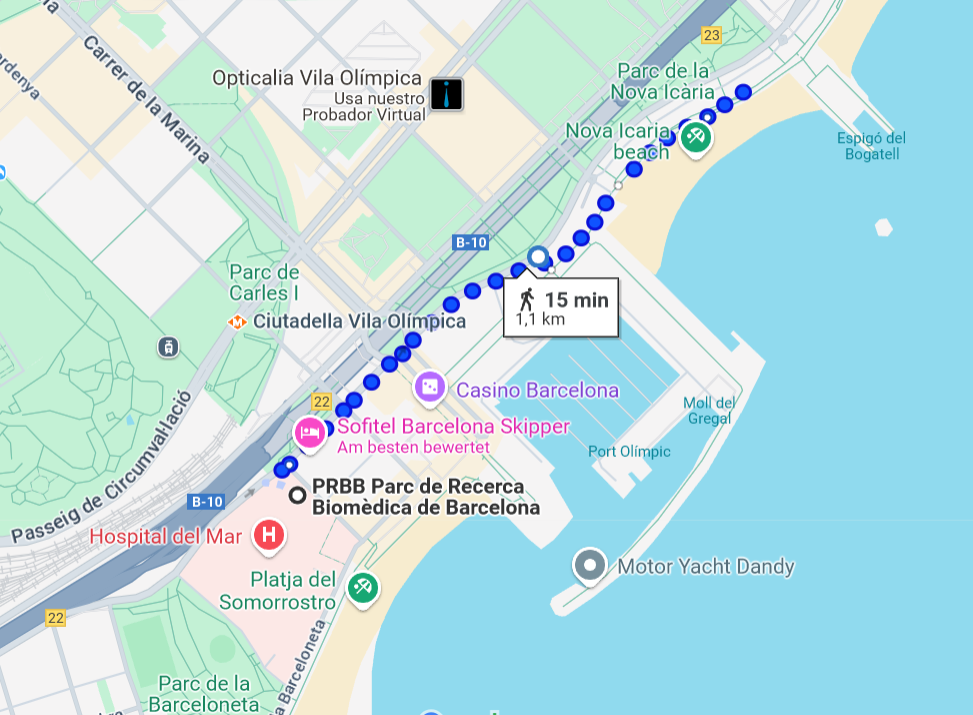 23
Carrer de la Marina
Opticalia Vila Olímpica
Usa nuestro
Probador Virtual
Parc de la
Nova Icària
Nova Icaria
beach
Espigó del
Bogatell
B-10
Parc de
Carles I
Ciutadella Vila Olímpica
15 min
1,1 km
Casino Barcelona
22
Sofitel Barcelona Skipper
Am besten bewertet
Moll del
Gregal
Port Olímpic
Passeig de Circumval·lació
B-10
PRBB Parc de Recerca
Biomèdica de Barcelona
Hospital del Mar
H
Platja del
Somorrostro
Motor Yacht Dandy
22
Parc de la
Barceloneta
Barceloneta